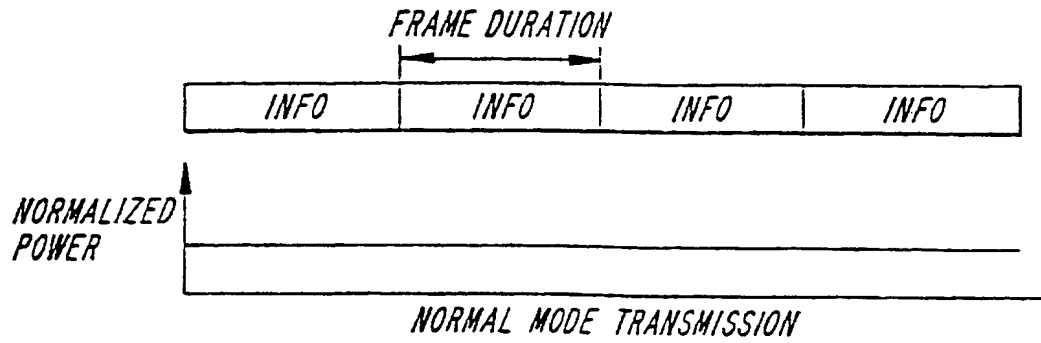 FRAME DURATION
INFO INFO INFO INFO
NORMALIZED
POWER
NORMAL MODE TRANSMISSION